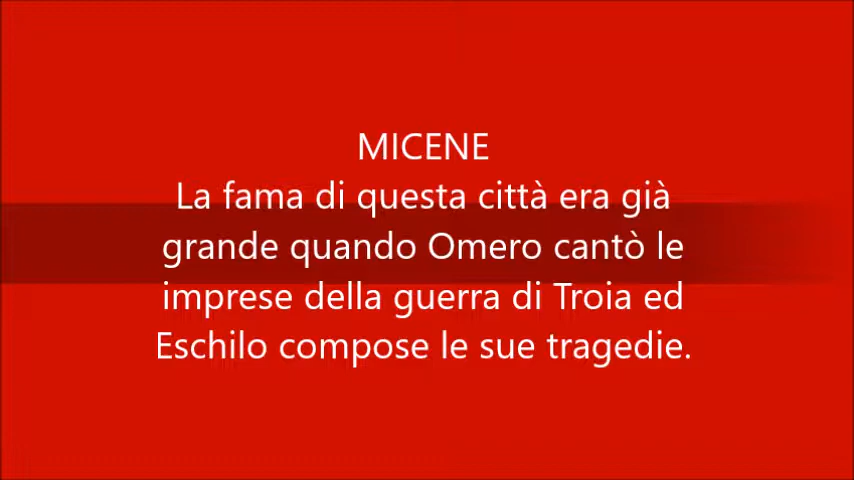 MICENE
La fama di questa città era già
grande quando Omero cantò le
imprese della guerra di Troia ed
Eschilo compose le sue tragedie.